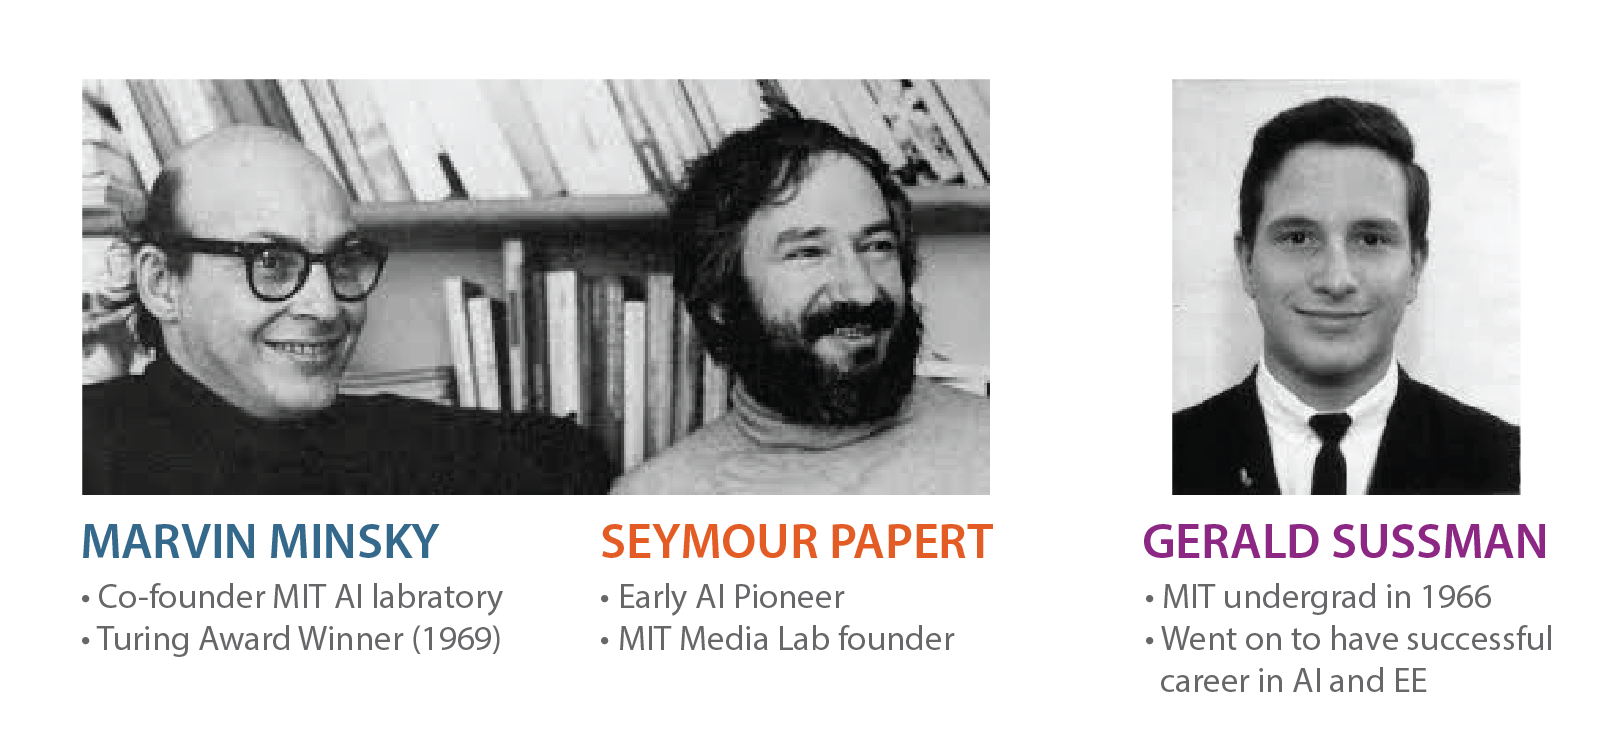 MARVIN MINSKY
• Co-founder MIT AI labratory
• Turing Award Winner (1969)
SEYMOUR PAPERT
• Early AI Pioneer
• MIT Media Lab founder
GERALD SUSSMAN
• MIT undergrad in 1966
• Went on to have successful
career in AI and EE